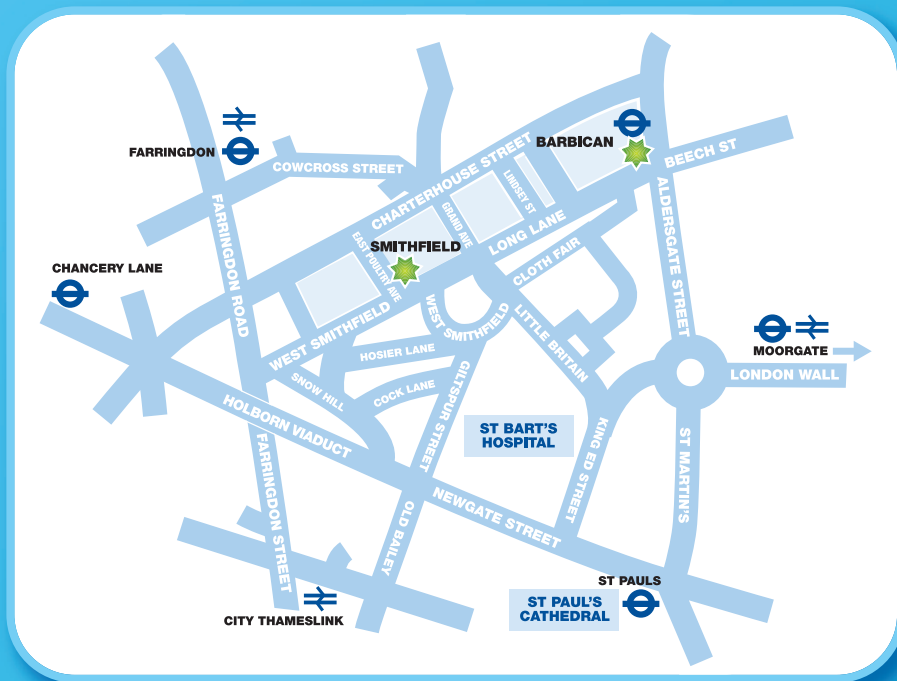 BARBICAN
FARRINGDON
COWCROSS STREET
CHARTERHOUSE STREET
BEECH ST
LINDSEY ST
GRAND AVE
LONG LANE
ALDERSGATE STREET
FARRINGDON ROAD
EAST POULTRY AVE
SMITHFIELD
CLOTH FAIR
CHANCERY LANE
WEST SMITHFIELD
WEST SMITHFIELD
LITTLE BRITAIN
HOSIER LANE
MOORGATE
LONDON WALL
SNOW HILL
COCK LANE
GILTSPUR STREET
HOLBORN VIADUCT
ST BART'S
HOSPITAL
KING ED STREET
ST MARTIN'S
FARRINGDON STREET
NEWGATE STREET
OLD BAILEY
ST PAULS
ST PAUL'S
CATHEDRAL
CITY THAMESLINK